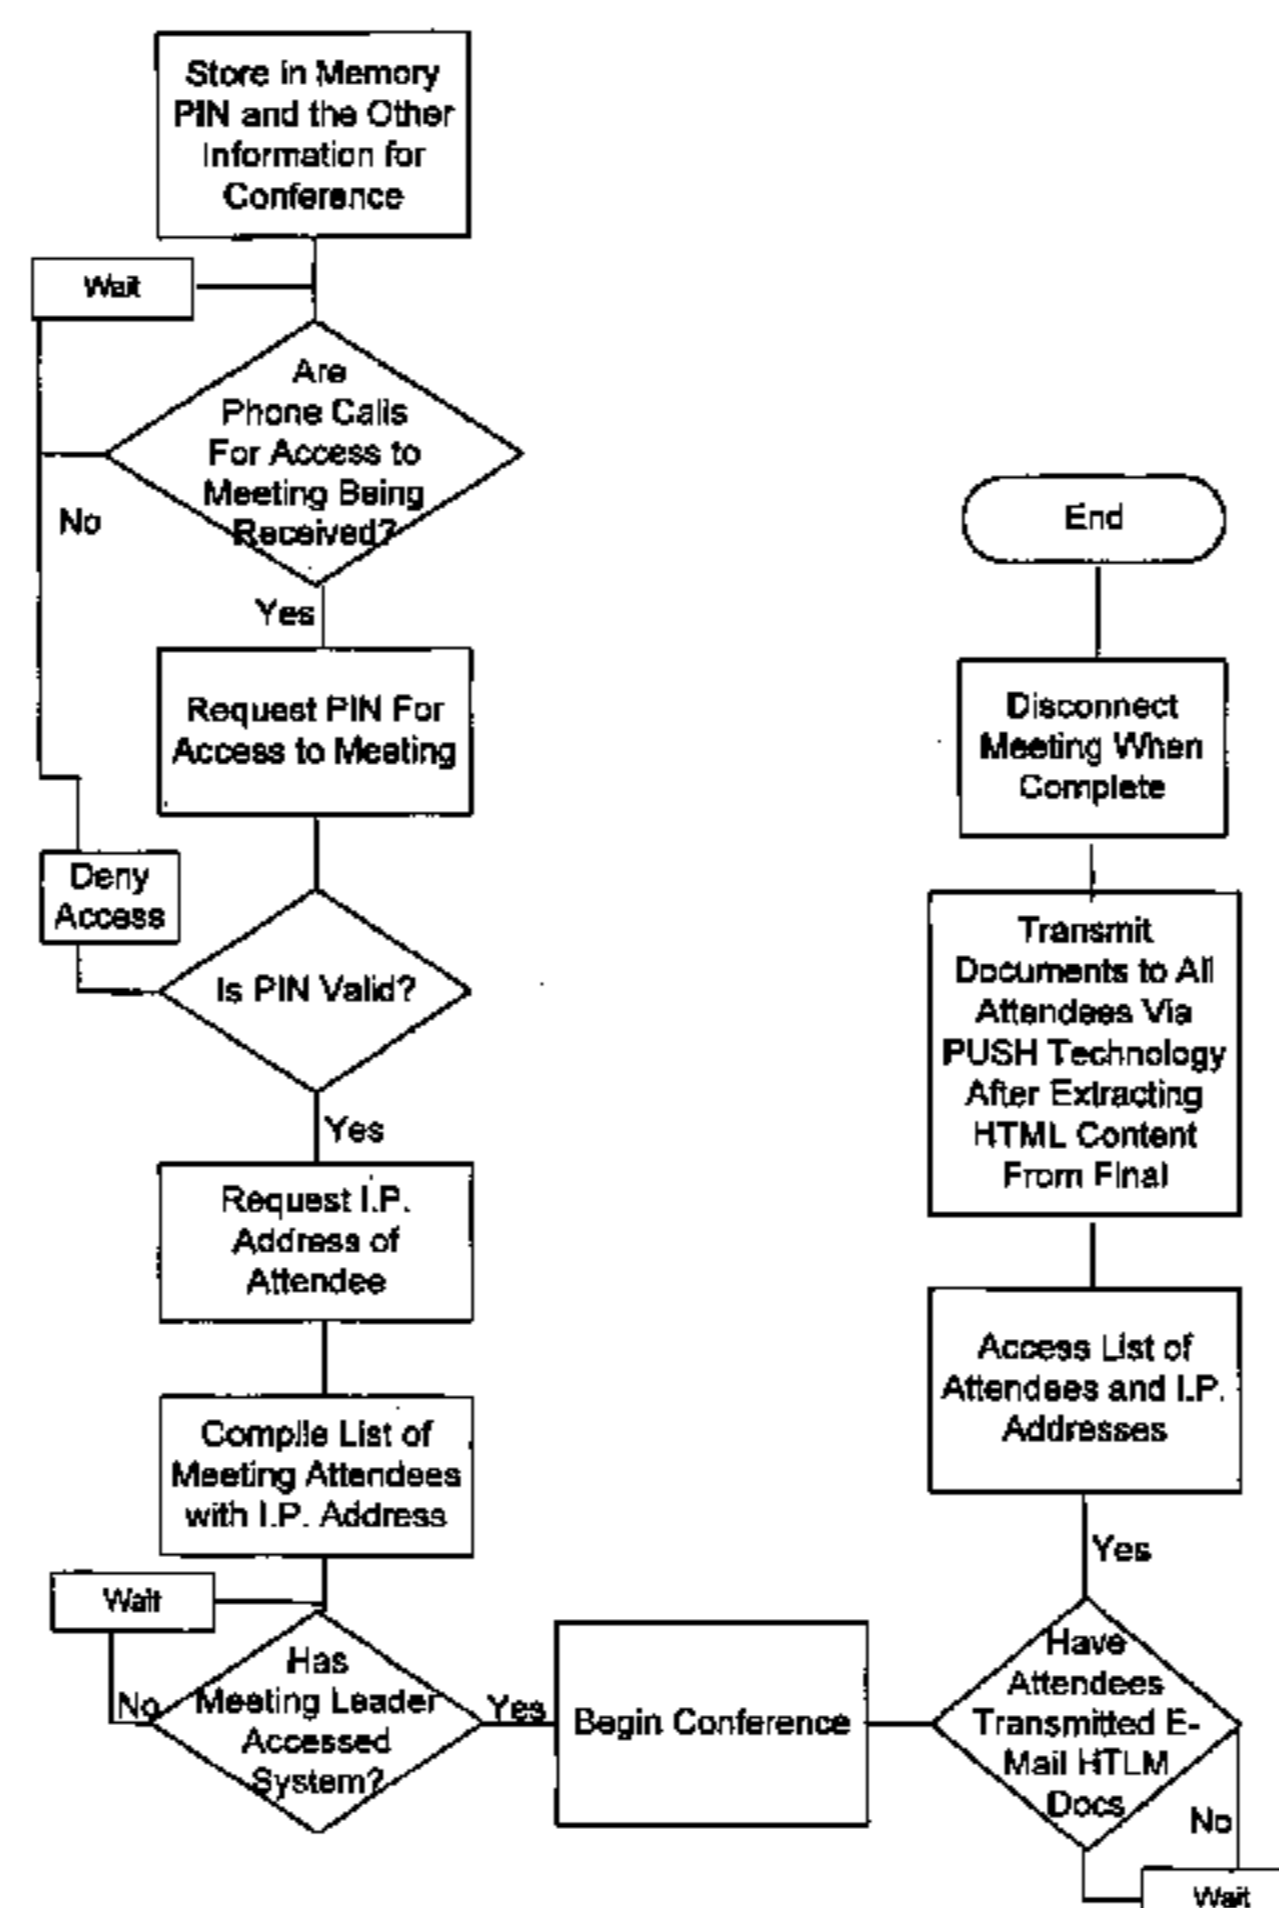 Store in Memory
PIN and the Other
Information for
Conference
Wait
Are
Phone Calls
For Access to
Meeting Being
Received?
No
Yes
Request PIN For
Access to Meeting
Deny
Access
Is PIN Valid?
Yes
Request I.P.
Address of
Attendee
Compile List of
Meeting Attendees
with I.P. Address
Wait
Has
Meeting Leader
Accessed
System?
No
Yes
Begin Conference
Have
Attendees
Transmitted E-
Mail HTLM
Docs
No
Wait
Yes
Access List of
Attendees and I.P.
Addresses
Transmit
Documents to All
Attendees Via
PUSH Technology
After Extracting
HTML Content
From Final
Disconnect
Meeting When
Complete
End